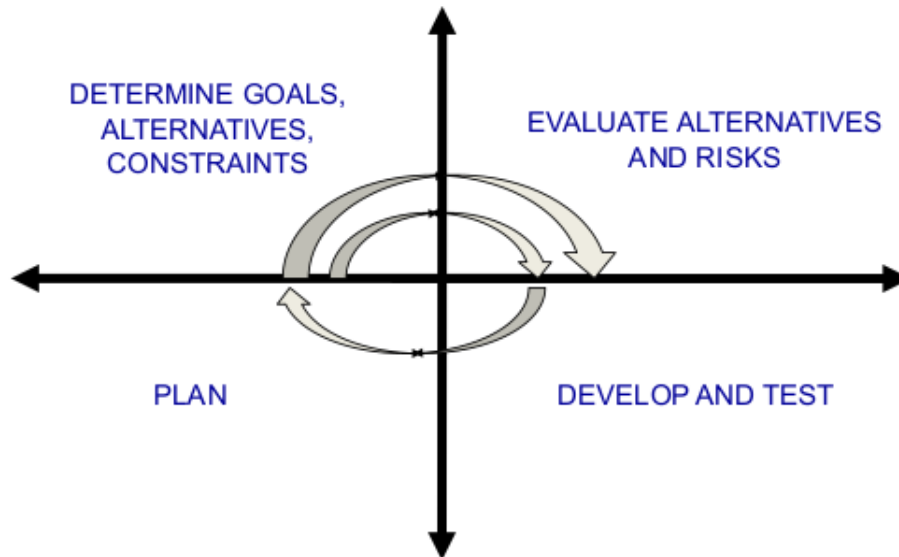 DETERMINE GOALS,
ALTERNATIVES,
CONSTRAINTS
EVALUATE ALTERNATIVES
AND RISKS
PLAN
DEVELOP AND TEST